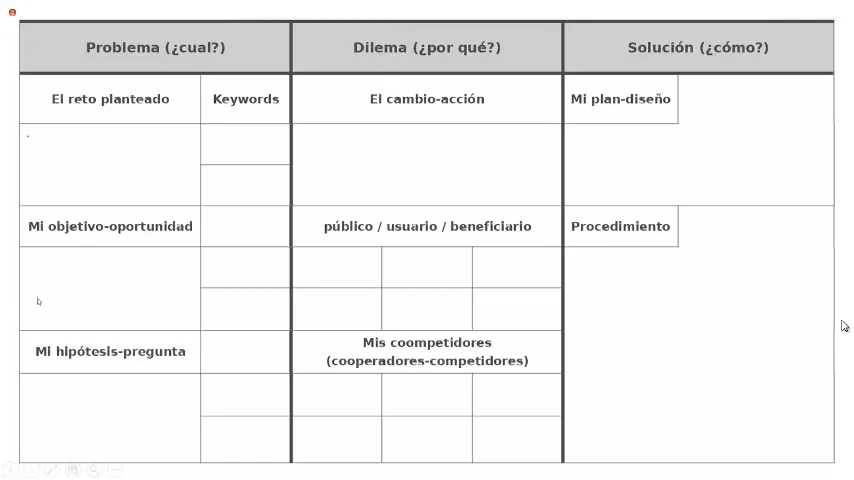 Problema (¿cual?)
Dilema (¿por qué?)
Solución (¿cómo?)
El reto planteado
Keywords
El cambio-acción
Mi plan-diseño
Mi objetivo-oportunidad
público / usuario / beneficiario
Procedimiento
Mi hipótesis-pregunta
Mis coompetidores
(cooperadores-competidores)